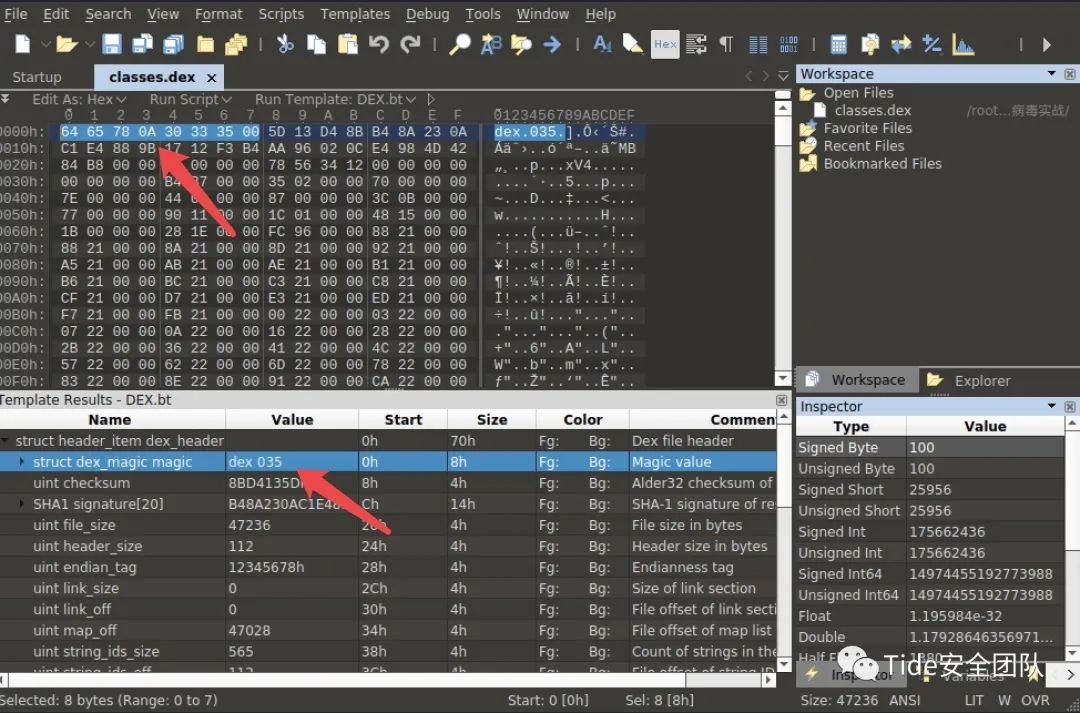 File Edit Search View Format Scripts Templates Debug Tools Window Help
Startup classes.dex ×
Workspace
Open Files
classes.dex /root...病毒实战/
Favorite Files
Recent Files
Bookmarked Files
Edit As: Hex Run Script Run Template: DEX.bt
0 1 2 3 4 5 6 7 8 9 A B C D E F 0123456789ABCDEF
0000h: 64 65 78 0A 30 33 35 00 5D 13 D4 8B B4 8A 23 0A dex.035.].Ô‹´Š#.
0010h: C1 E4 88 9B 17 12 F3 B4 AA 96 02 0C E4 98 4D 42
0020h: 84 B8 00 00 00 00 00 78 56 34 12 00 00 00 00 „¸..p...xV4.....
0030h: 00 00 00 00 B4 00 00 35 02 00 00 70 00 00 00 ....´·..5...p...
0040h: 7E 00 00 00 44 00 00 87 00 00 00 3C 0B 00 00 ~...D...‡...<...
0050h: 77 00 00 00 90 11 00 00 1C 01 00 00 48 15 00 00 w...........H...
0060h: 1B 00 00 00 28 1E 00 00 FC 96 00 00 88 21 00 00 ....(...ü–..ˆ!..
0070h: 88 21 00 00 8A 21 00 00 8D 21 00 00 92 21 00 00 ˆ!..Š!...!..’!..
0080h: A5 21 00 00 AB 21 00 00 AE 21 00 00 B1 21 00 00 ¥!..«!..®!..±!..
0090h: B6 21 00 00 BC 21 00 00 C3 21 00 00 C8 21 00 00 ¶!..¼!..Ã!..È!..
00A0h: CF 21 00 00 D7 21 00 00 E3 21 00 00 ED 21 00 00 Ï!..×!..ã!..í!..
00B0h: F7 21 00 00 FB 21 00 00 00 22 00 00 03 22 00 00 ÷!..û!..."..."..
00C0h: 07 22 00 00 0A 22 00 00 16 22 00 00 28 22 00 00 ."..."..."..("..
00D0h: 2B 22 00 00 36 22 00 00 41 22 00 00 4C 22 00 00 +"..6"..A"..L"..
00E0h: 57 22 00 00 62 22 00 00 6D 22 00 00 78 22 00 00 W"..b"..m"..x"..
00F0h: 83 22 00 00 8E 22 00 00 91 22 00 00 CA 22 00 00 ƒ"..Ž"..‘"..Ê"..
Workspace Explorer
Template Results - DEX.bt
Name Value Start Size Color Commen
struct header_item dex_header 0h 70h Fg: Bg: Dex file header
struct dex_magic magic dex 035 0h 8h Fg: Bg: Magic value
uint checksum 8BD4135D 8h 4h Fg: Bg: Alder32 checksum of
SHA1 signature[20] B48A230AC1E48 Ch 14h Fg: Bg: SHA-1 signature of re
uint file_size 47236 20h 4h Fg: Bg: File size in bytes
uint header_size 112 24h 4h Fg: Bg: Header size in bytes
uint endian_tag 12345678h 28h 4h Fg: Bg: Endianness tag
uint link_size 0 2Ch 4h Fg: Bg: Size of link section
uint link_off 0 30h 4h Fg: Bg: File offset of link secti
uint map_off 47028 34h 4h Fg: Bg: File offset of map list
uint string_ids_size 565 38h 4h Fg: Bg: Count of strings in the
uint string_ids_off 112 3Ch 4h Fg: Bg: File offset of string ID
Inspector
Type Value
Signed Byte 100
Unsigned Byte 100
Signed Short 25956
Unsigned Short 25956
Signed Int 175662436
Unsigned Int 175662436
Signed Int64 14974455192773988
Unsigned Int64 14974455192773988
Float 1.195984e-32
Double 1.17928646356971...
Half 1380
Inspector Variables
Tide安全团队
Selected: 8 bytes (Range: 0 to 7) Start: 0 [0h] Sel: 8 [8h] Size: 47236 ANSI LIT W OVR